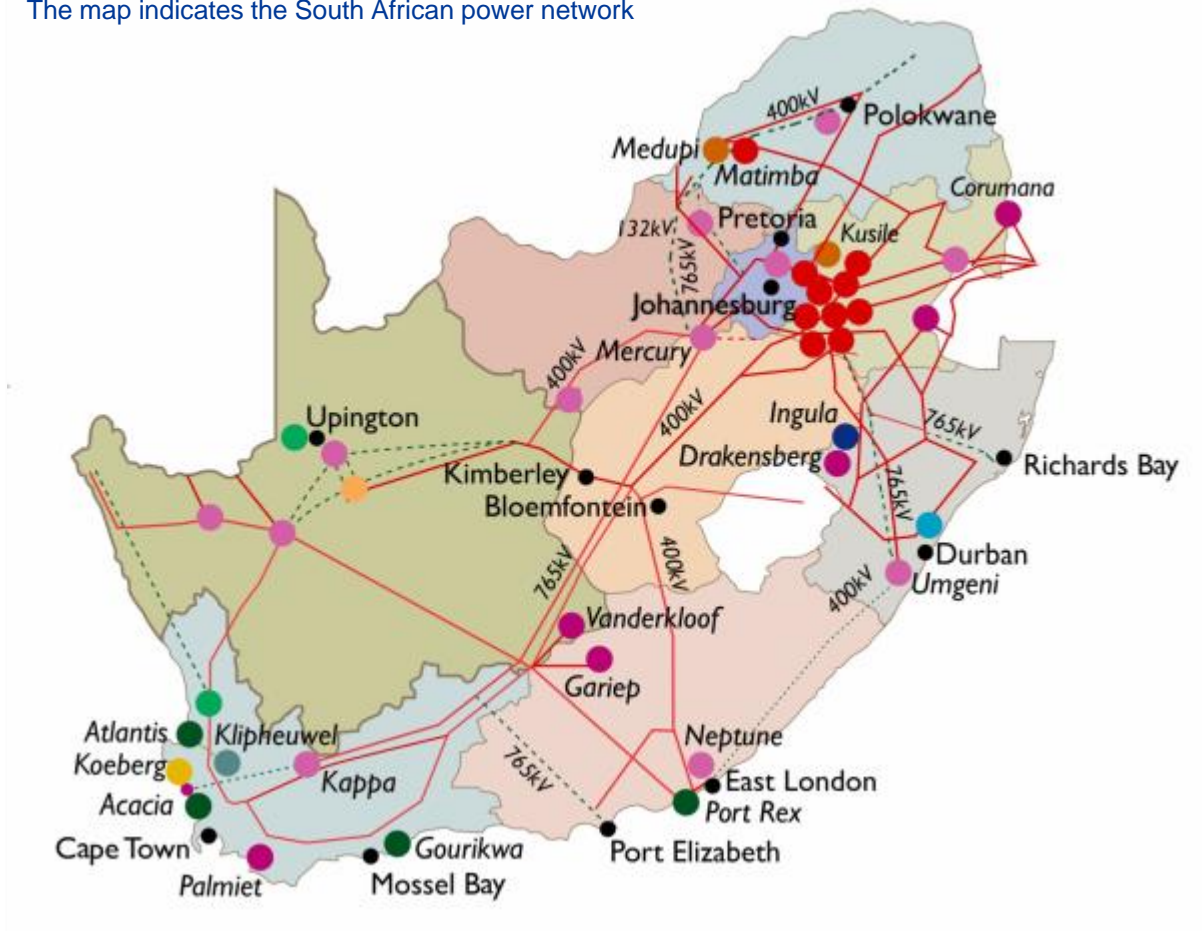 The map indicates the South African power network
400kV
Polokwane
Medupi
Matimba
Corumana
132kV
Pretoria
Kusile
765kV
Johannesburg
Mercury
400kV
400kV
Ingula
765kV
Upington
Drakensberg
Kimberley
Richards Bay
Bloemfontein
765kV
Durban
765kV
400kV
Umgeni
400kV
Vanderkloof
Gariep
Atlantis
Klipheuwel
Neptune
Koeberg
765kV
Kappa
East London
Acacia
Port Rex
Cape Town
Gourikwa
Port Elizabeth
Palmiet
Mossel Bay